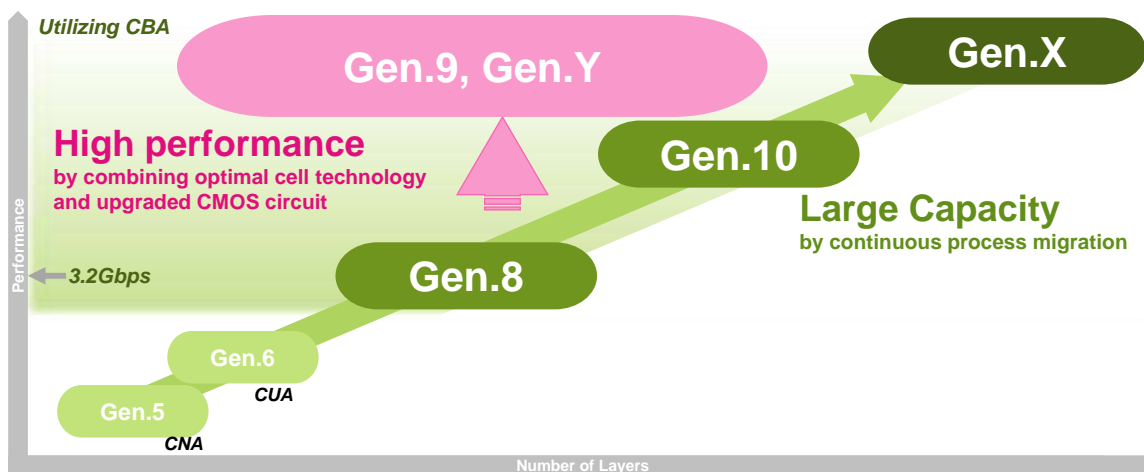 Utilizing CBA
Gen.9, Gen.Y
Gen.X
High performance
by combining optimal cell technology
and upgraded CMOS circuit
Gen.10
Large Capacity
by continuous process migration
Performance
3.2Gbps
Gen.8
Gen.6
CUA
Gen.5
CNA
Number of Layers